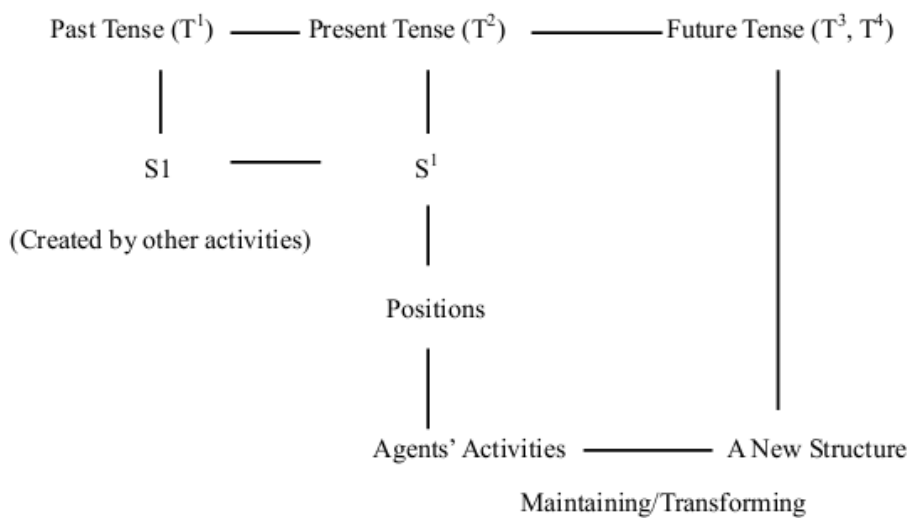 Past Tense (T¹) Present Tense (T²) Future Tense (T³, T⁴)
S1 S¹
(Created by other activities)
Positions
Agents' Activities A New Structure
Maintaining/Transforming